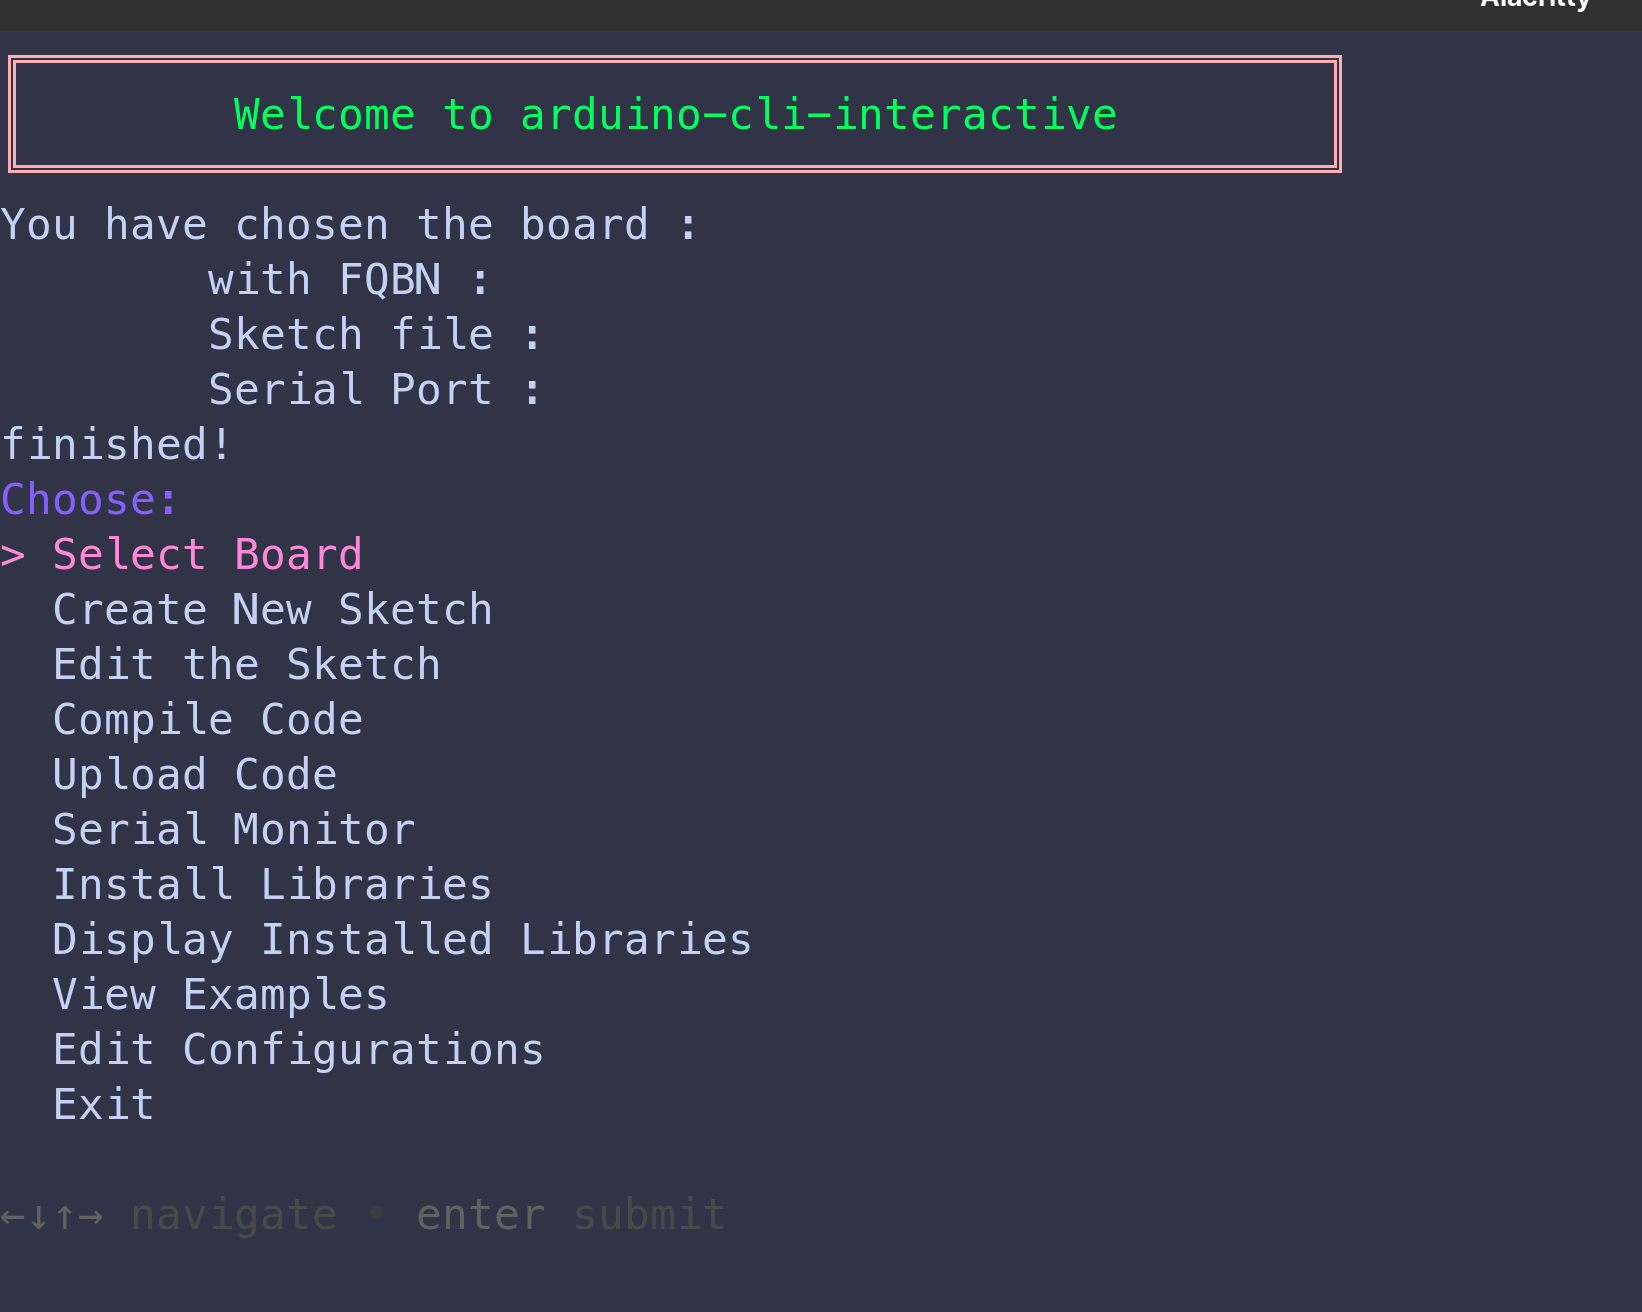 Alacritty
Welcome to arduino-cli-interactive
You have chosen the board :
with FQBN :
Sketch file :
Serial Port :
finished!
Choose:
> Select Board
Create New Sketch
Edit the Sketch
Compile Code
Upload Code
Serial Monitor
Install Libraries
Display Installed Libraries
View Examples
Edit Configurations
Exit
←↓↑→ navigate • enter submit